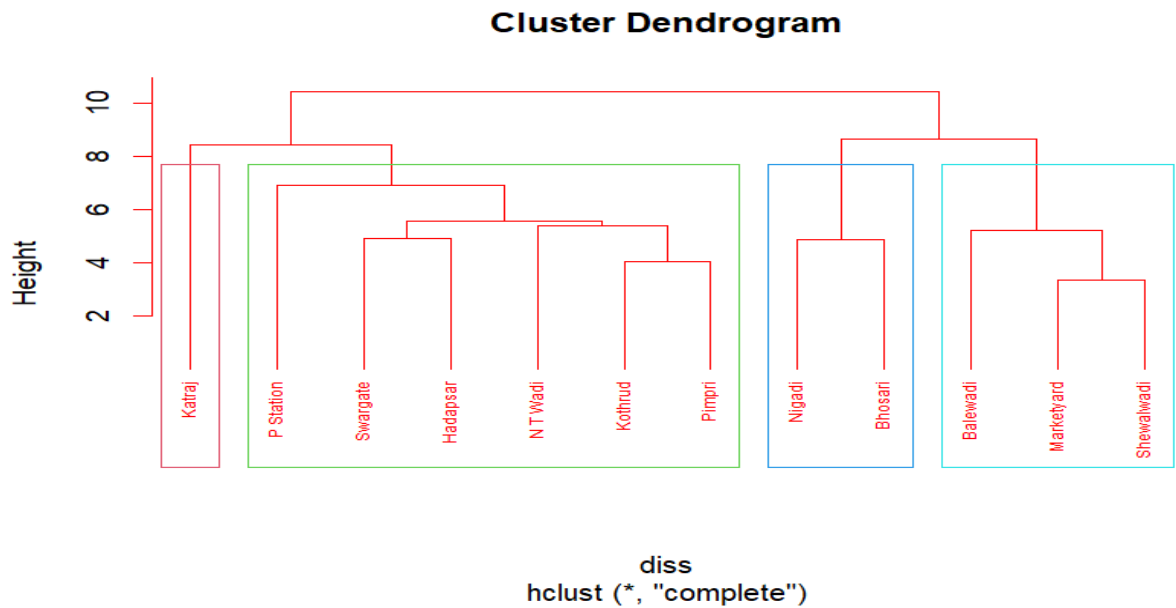 Cluster Dendrogram
Height
10
8
6
4
2
Katraj
P Station
Swargate
Hadapsar
N T Wadi
Kothrud
Pimpri
Nigadi
Bhosari
Balewadi
Marketyard
Shewalwadi
diss
hclust (*, "complete")